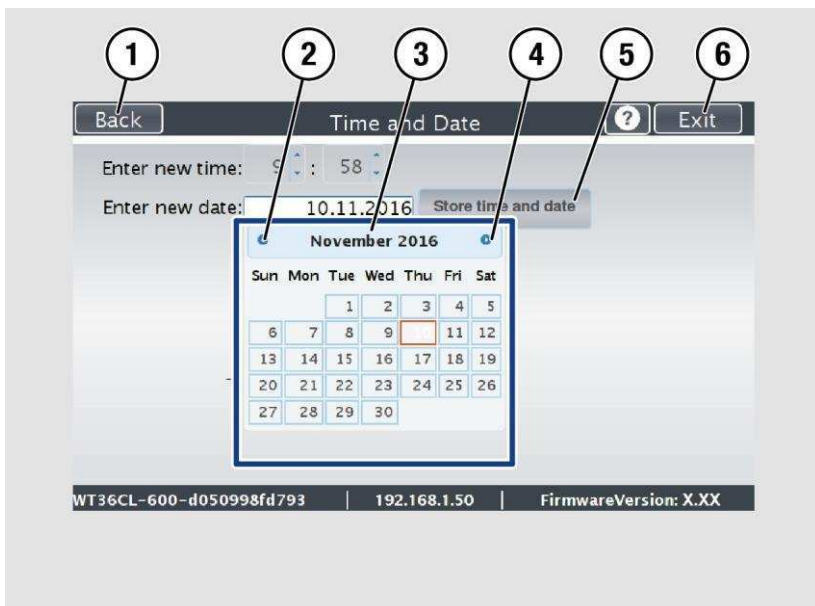 1 2 3 4 5 6
Back Time and Date ? Exit
Enter new time: 9 : 58
Enter new date: 10.11.2016 Store time and date
November 2016
Sun Mon Tue Wed Thu Fri Sat
1 2 3 4 5
6 7 8 9 10 11 12
13 14 15 16 17 18 19
20 21 22 23 24 25 26
27 28 29 30
WT36CL-600-d050998fd793 | 192.168.1.50 | FirmwareVersion: X.XX